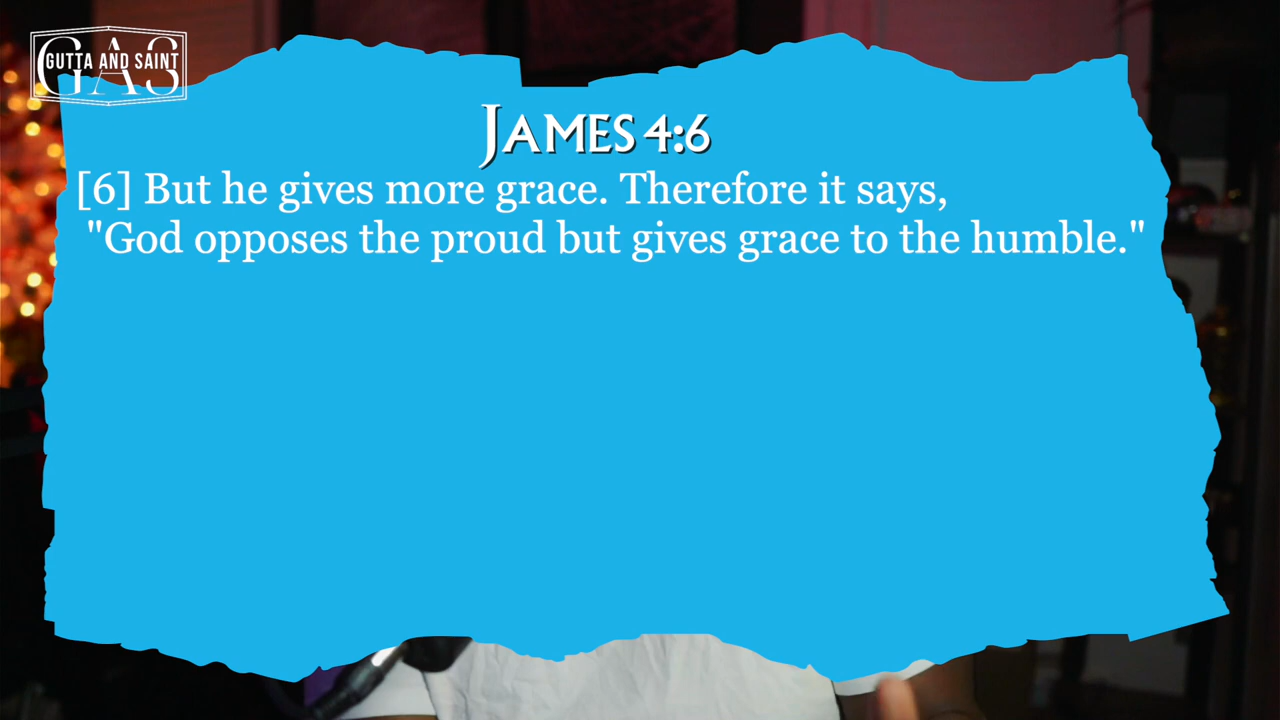 GAS
GUTTA AND SAINT
JAMES 4:6
[6] But he gives more grace. Therefore it says,
"God opposes the proud but gives grace to the humble."